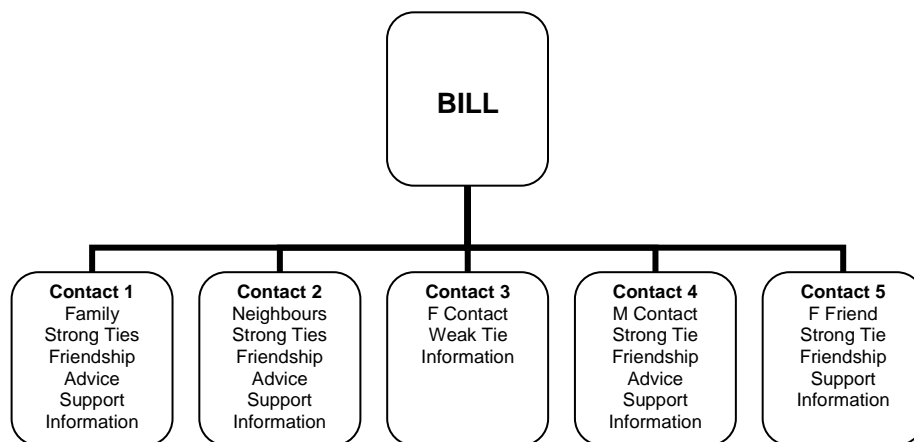 BILL
Contact 1
Family
Strong Ties
Friendship
Advice
Support
Information
Contact 2
Neighbours
Strong Ties
Friendship
Advice
Support
Information
Contact 3
F Contact
Weak Tie
Information
Contact 4
M Contact
Strong Tie
Friendship
Advice
Support
Information
Contact 5
F Friend
Strong Tie
Friendship
Support
Information